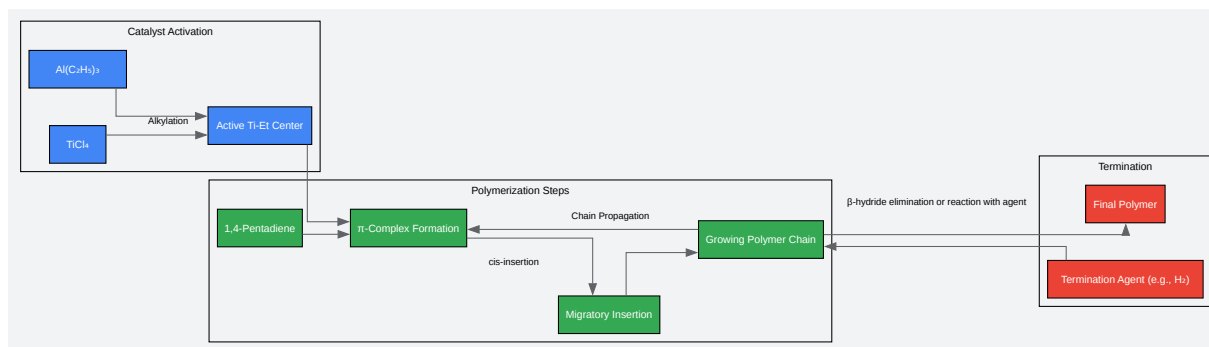 Catalyst Activation
Al(C₂H₅)₃
Alkylation
TiCl₄
Active Ti-Et Center
Polymerization Steps
1,4-Pentadiene
π-Complex Formation
Chain Propagation
Growing Polymer Chain
cis-insertion
Migratory Insertion
β-hydride elimination or reaction with agent
Termination
Final Polymer
Termination Agent (e.g., H₂)